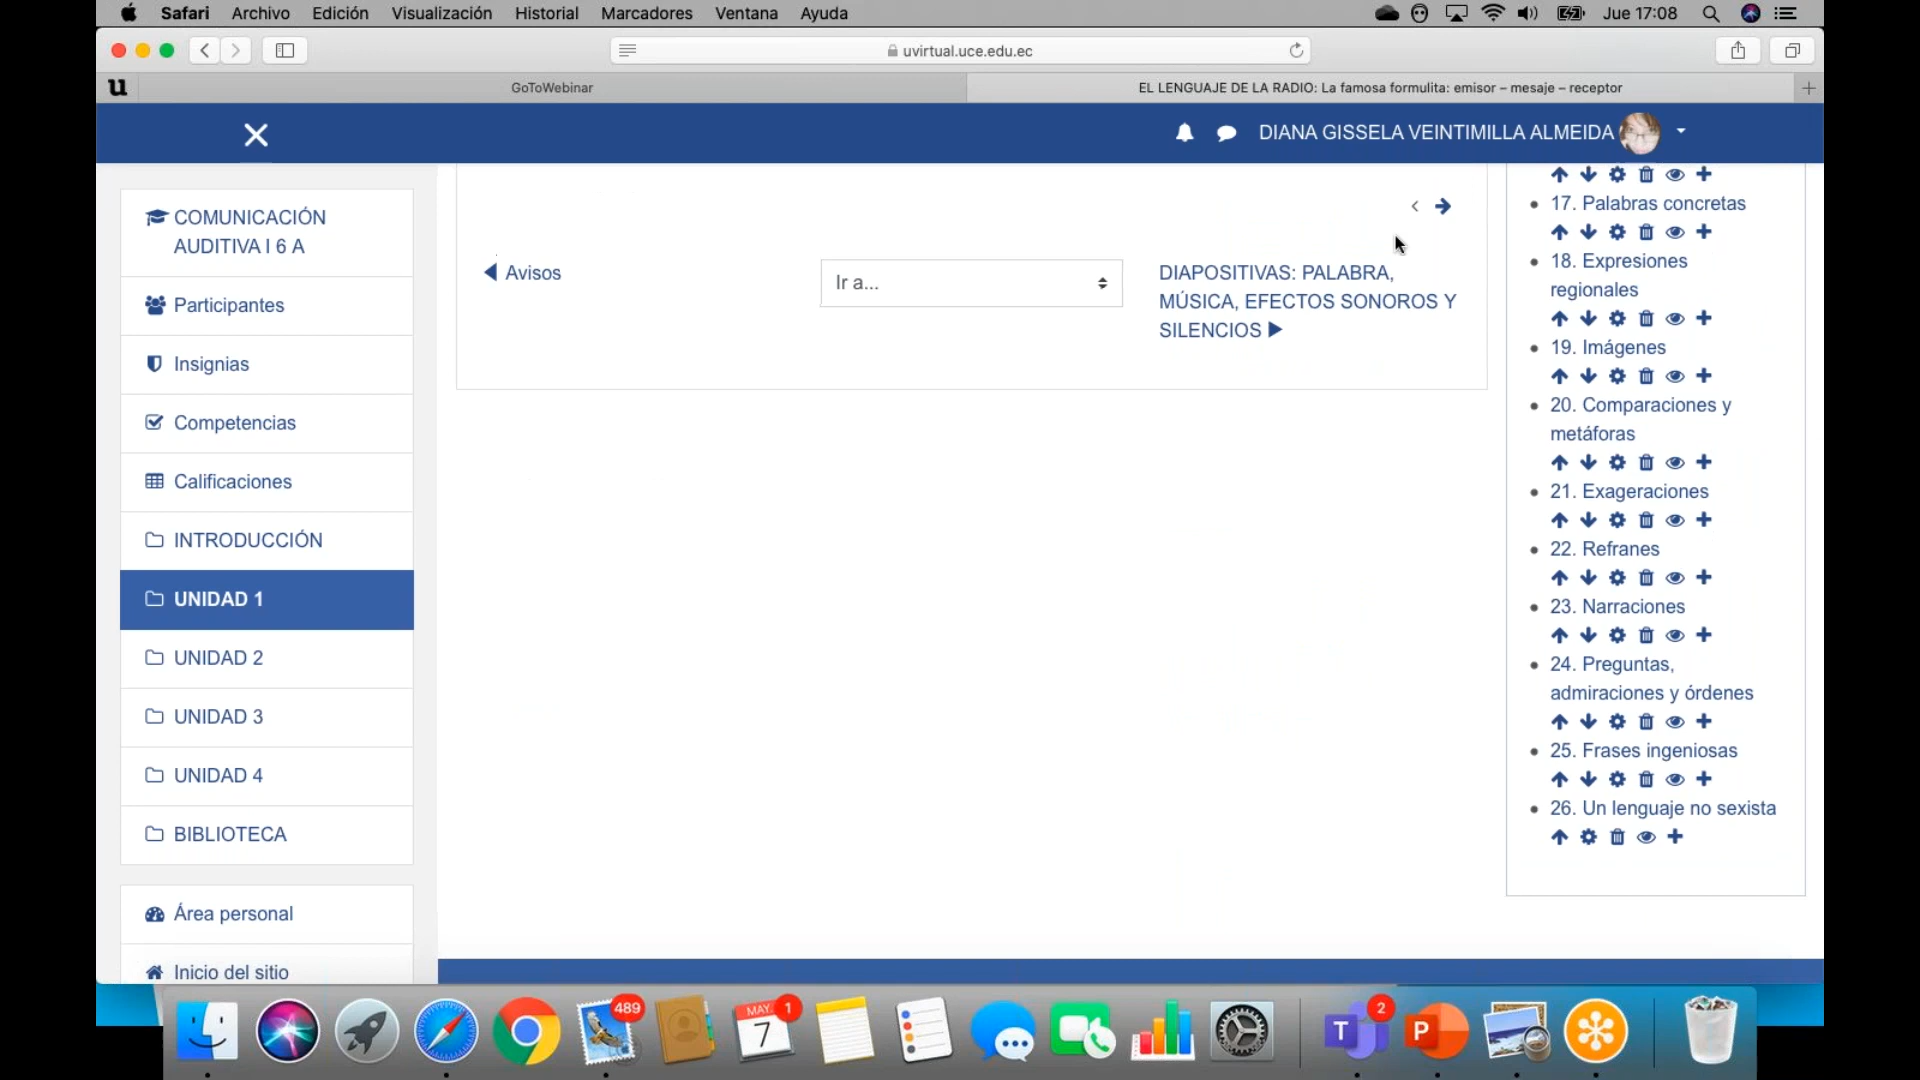 Safari Archivo Edición Visualización Historial Marcadores Ventana Ayuda Jue 17:08
uvirtual.uce.edu.ec
u GoToWebinar EL LENGUAJE DE LA RADIO: La famosa formulita: emisor – mesaje – receptor
DIANA GISSELA VEINTIMILLA ALMEIDA
COMUNICACIÓN
AUDITIVA I 6 A
Participantes
Insignias
Competencias
Calificaciones
INTRODUCCIÓN
UNIDAD 1
UNIDAD 2
UNIDAD 3
UNIDAD 4
BIBLIOTECA
Área personal
Inicio del sitio
Avisos
Ir a...
DIAPOSITIVAS: PALABRA,
MÚSICA, EFECTOS SONOROS Y
SILENCIOS
17. Palabras concretas
18. Expresiones
regionales
19. Imágenes
20. Comparaciones y
metáforas
21. Exageraciones
22. Refranes
23. Narraciones
24. Preguntas,
admiraciones y órdenes
25. Frases ingeniosas
26. Un lenguaje no sexista
489
MAY. 1
7
T 2
P